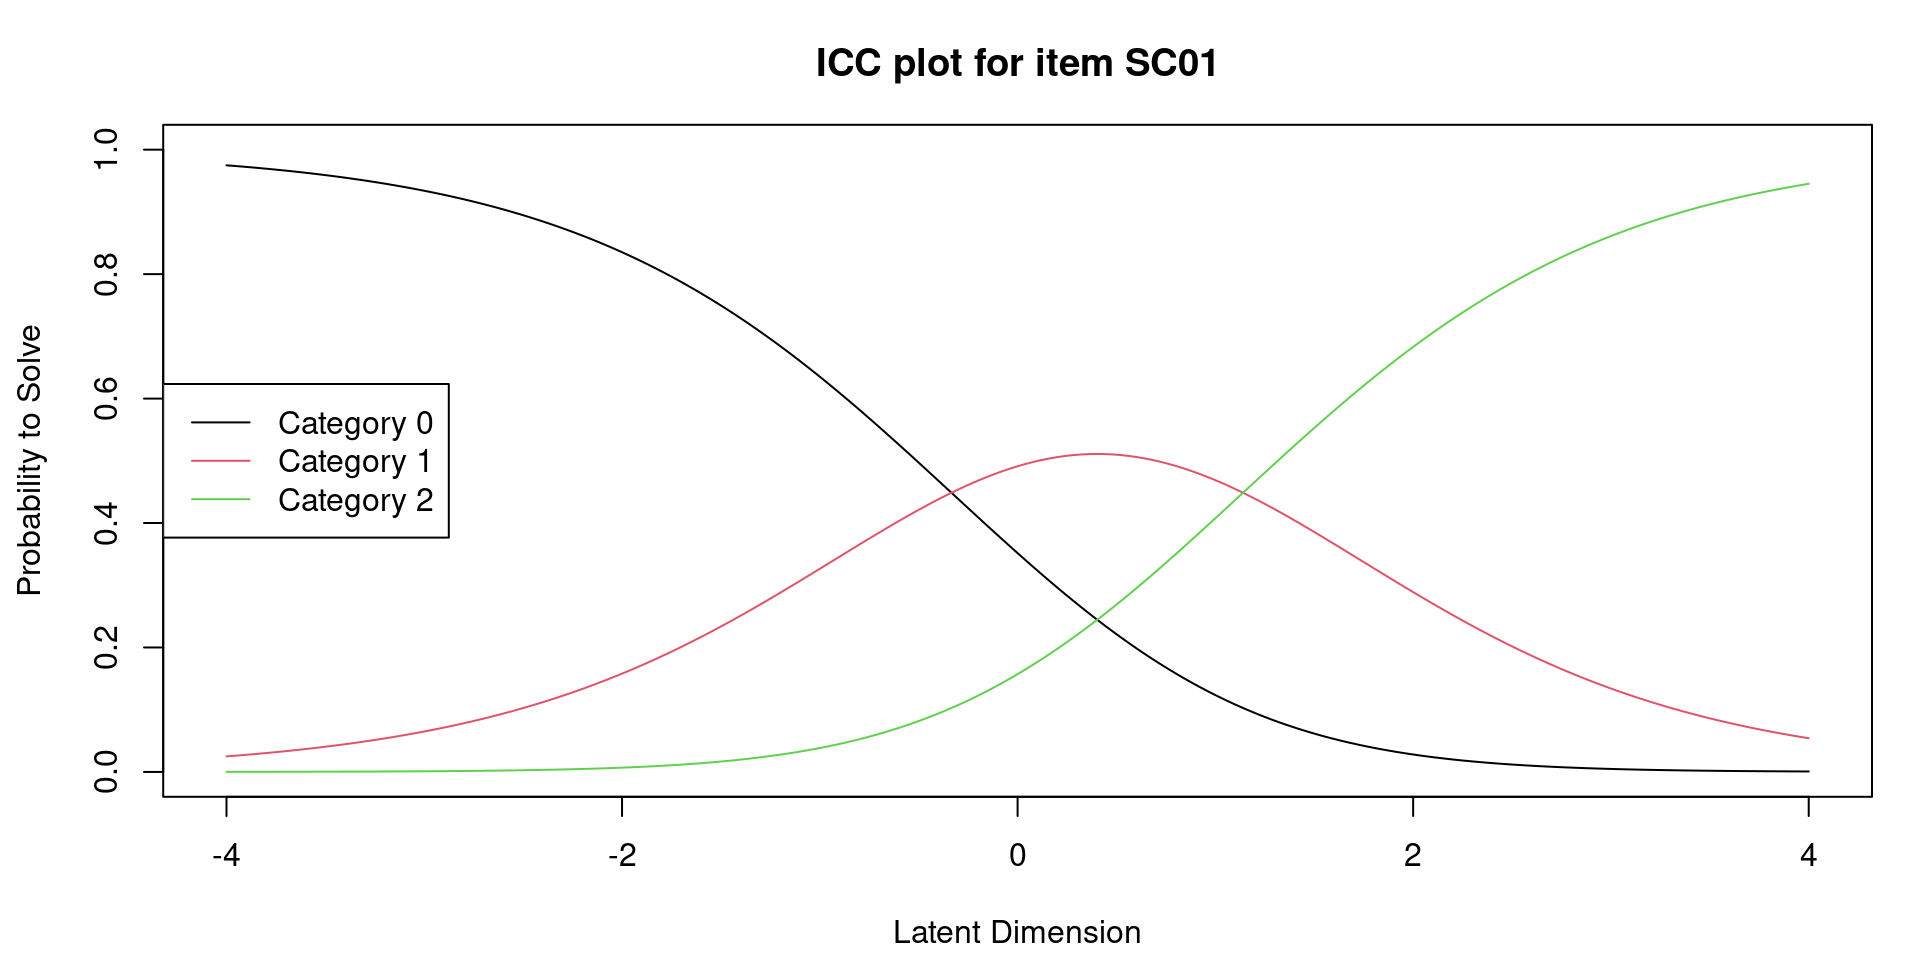 ICC plot for item SC01
Probability to Solve
1.0
0.8
0.6
0.4
0.2
0.0
Category 0
Category 1
Category 2
-4 -2 0 2 4
Latent Dimension